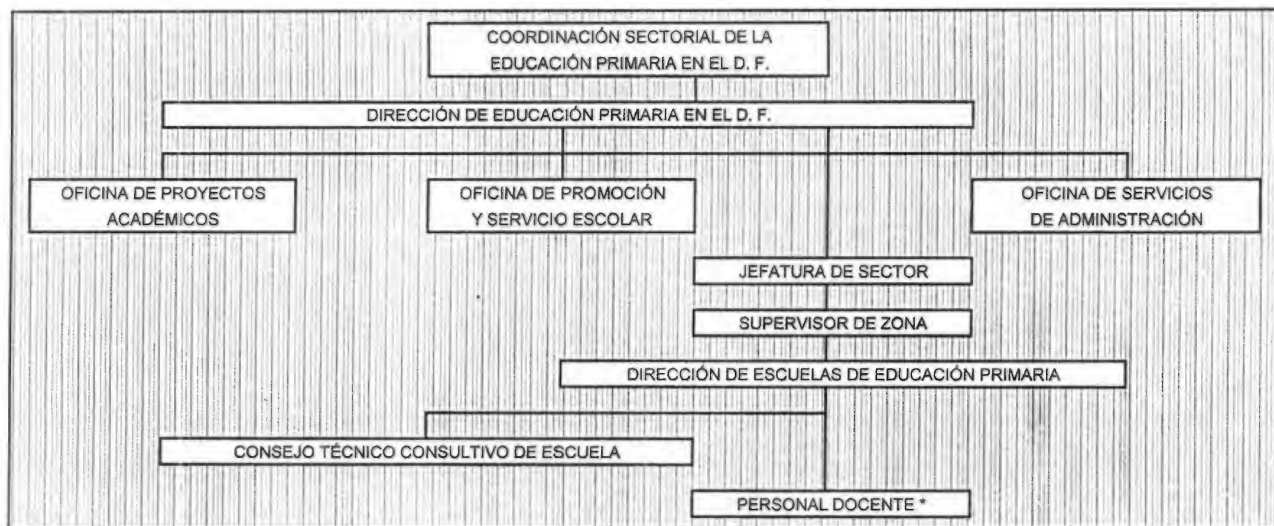 COORDINACIÓN SECTORIAL DE LA
EDUCACIÓN PRIMARIA EN EL D. F.
DIRECCIÓN DE EDUCACIÓN PRIMARIA EN EL D. F.
OFICINA DE PROYECTOS
ACADÉMICOS
OFICINA DE PROMOCIÓN
Y SERVICIO ESCOLAR
OFICINA DE SERVICIOS
DE ADMINISTRACIÓN
JEFATURA DE SECTOR
SUPERVISOR DE ZONA
DIRECCIÓN DE ESCUELAS DE EDUCACIÓN PRIMARIA
CONSEJO TÉCNICO CONSULTIVO DE ESCUELA
PERSONAL DOCENTE *